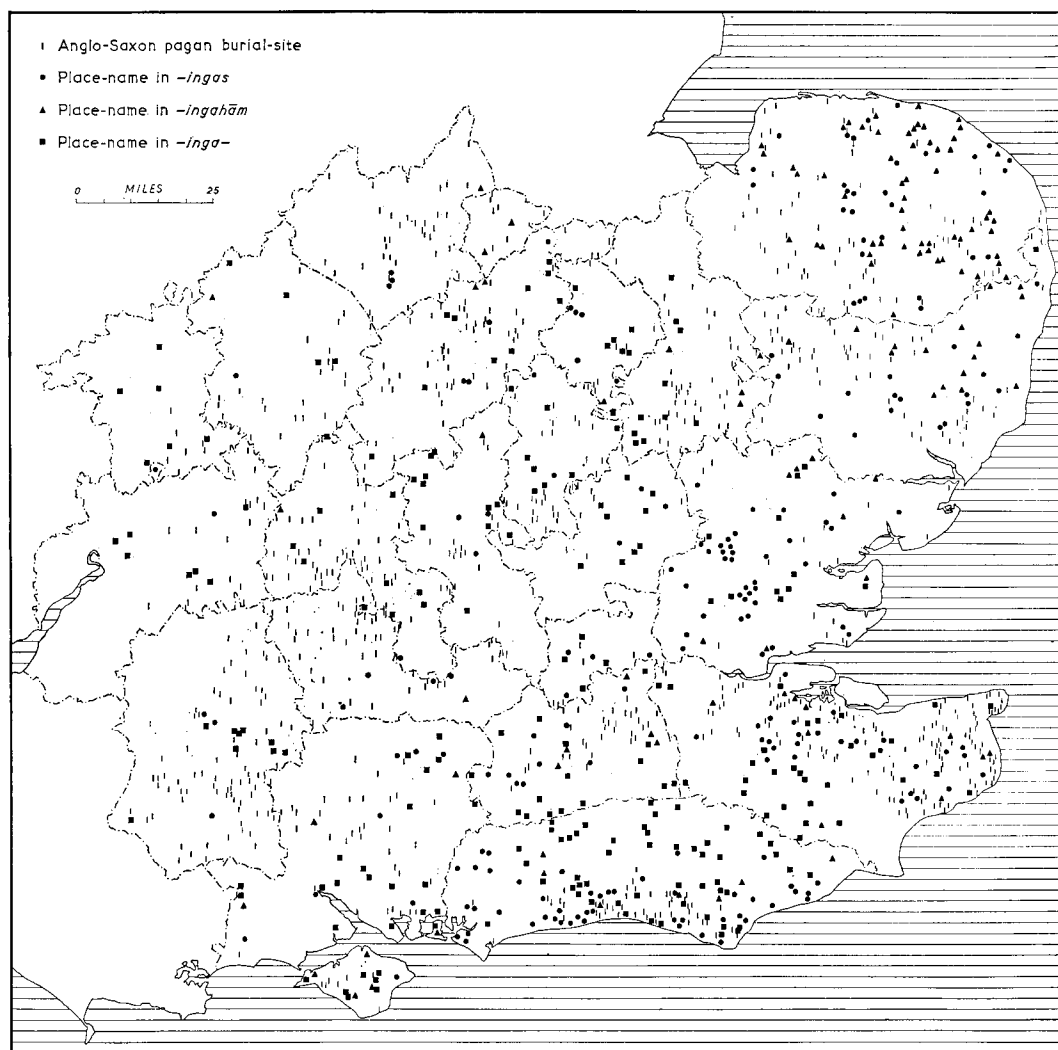 Anglo-Saxon pagan burial-site
Place-name in -ingas
Place-name in -ingahām
Place-name in -inga-
0 MILES 25